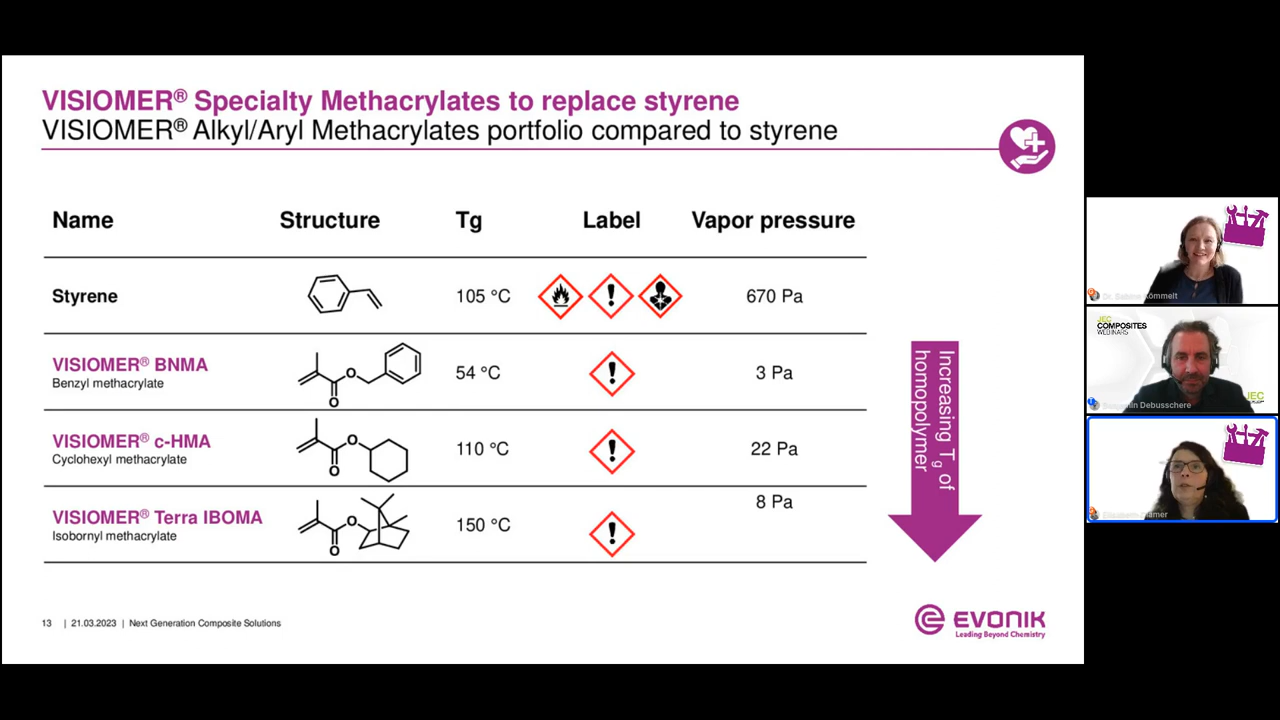 VISIOMER® Specialty Methacrylates to replace styrene
VISIOMER® Alkyl/Aryl Methacrylates portfolio compared to styrene
Name Structure Tg Label Vapor pressure
Styrene 105 °C 670 Pa
VISIOMER® BNMA
Benzyl methacrylate
O
O
54 °C 3 Pa
VISIOMER® c-HMA
Cyclohexyl methacrylate
O
O
110 °C 22 Pa
VISIOMER® Terra IBOMA
Isobornyl methacrylate
O
O
150 °C 8 Pa
Increasing Tg of
homopolymer
13 | 21.03.2023 | Next Generation Composite Solutions
EVONIK
Leading Beyond Chemistry
JEC
COMPOSITES
WEBINARS
JEC
Debusschere